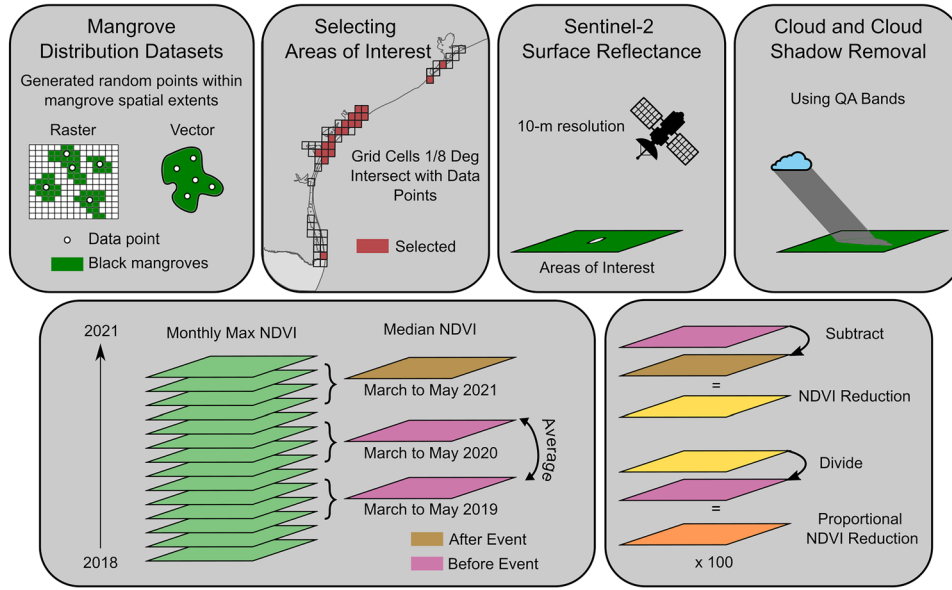 Mangrove
Distribution Datasets
Generated random points within
mangrove spatial extents
Raster
Vector
Data point
Black mangroves
Selecting
Areas of Interest
Grid Cells 1/8 Deg
Intersect with Data
Points
Selected
Sentinel-2
Surface Reflectance
10-m resolution
Areas of Interest
Cloud and Cloud
Shadow Removal
Using QA Bands
2021
2018
Monthly Max NDVI
Median NDVI
March to May 2021
March to May 2020
March to May 2019
Average
After Event
Before Event
Subtract
=
NDVI Reduction
Divide
=
Proportional
NDVI Reduction
x 100